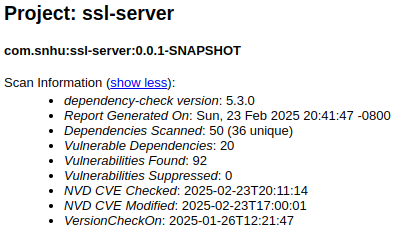 Project: ssl-server
com.snhu:ssl-server:0.0.1-SNAPSHOT
Scan Information (show less):
• dependency-check version: 5.3.0
• Report Generated On: Sun, 23 Feb 2025 20:41:47 -0800
• Dependencies Scanned: 50 (36 unique)
• Vulnerable Dependencies: 20
• Vulnerabilities Found: 92
• Vulnerabilities Suppressed: 0
• NVD CVE Checked: 2025-02-23T20:11:14
• NVD CVE Modified: 2025-02-23T17:00:01
• VersionCheckOn: 2025-01-26T12:21:47